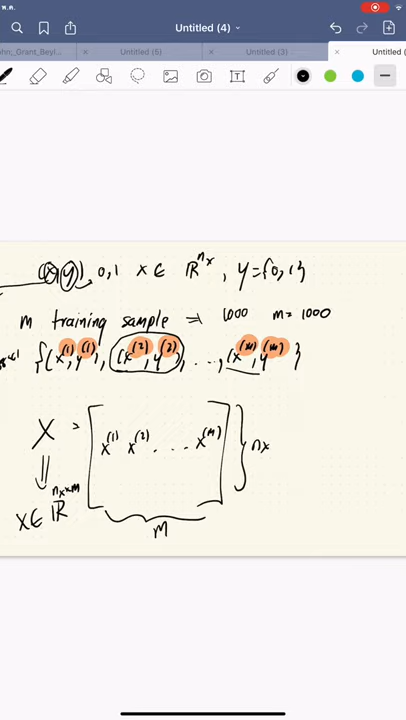 Untitled (4)
john_Grant_Beyl... Untitled (5) Untitled (3) Untitled (
T
(x, y), 0,1 x ∈ ℝ^nx, y = {0,1}
m training sample ⇒ 1000 m = 1000
{(x^(1), y^(1)), (x^(2), y^(2)), ..., (x^(m), y^(m)) }
X = [ x^(1) x^(2) .... x^(m) ] } nx
X ∈ ℝ^nx×m
m